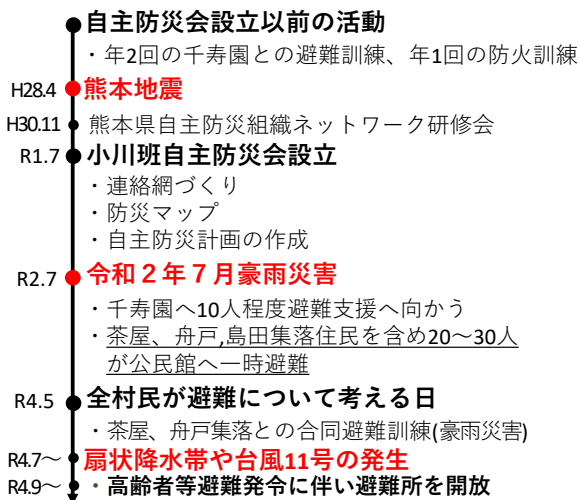 自主防災会設立以前の活動
・年2回の千寿園との避難訓練、年1回の防火訓練
H28.4 熊本地震
H30.11 熊本県自主防災組織ネットワーク研修会
R1.7 小川班自主防災会設立
・連絡網づくり
・防災マップ
・自主防災計画の作成
R2.7 令和２年７月豪雨災害
・千寿園へ10人程度避難支援へ向かう
・茶屋、舟戸,島田集落住民を含め20～30人
が公民館へ一時避難
R4.5 全村民が避難について考える日
・茶屋、舟戸集落との合同避難訓練(豪雨災害)
R4.7～ 扇状降水帯や台風11号の発生
R4.9～ ・高齢者等避難発令に伴い避難所を開放